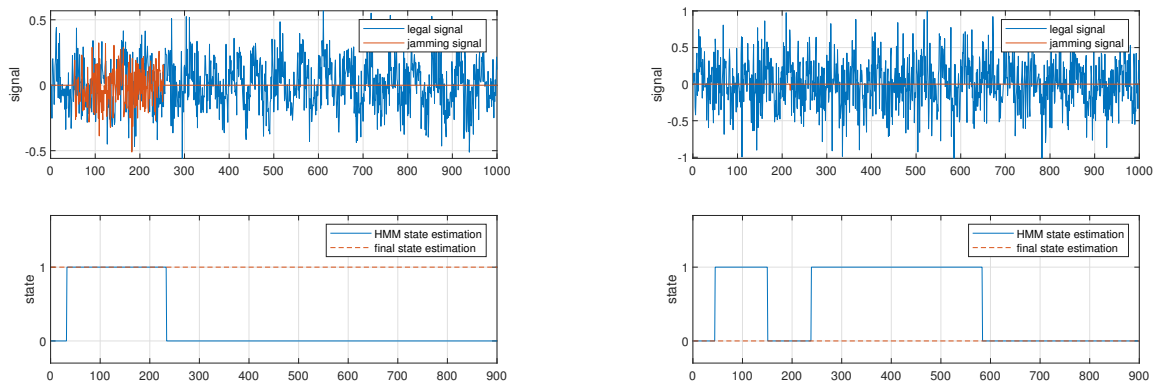 legal signal
jamming signal
signal
0.5
0
-0.5
0 100 200 300 400 500 600 700 800 900 1000
legal signal
jamming signal
signal
1
0.5
0
-0.5
-1
0 100 200 300 400 500 600 700 800 900 1000
HMM state estimation
final state estimation
state
1
0
0 100 200 300 400 500 600 700 800 900
HMM state estimation
final state estimation
state
1
0
0 100 200 300 400 500 600 700 800 900